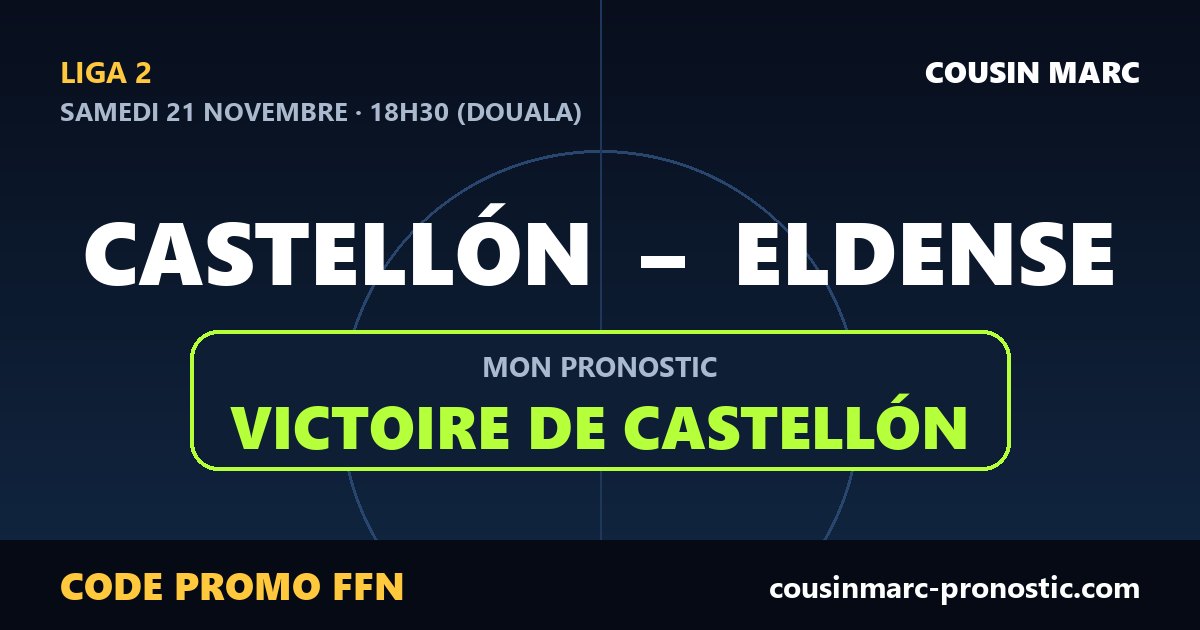 LIGA 2
COUSIN MARC
SAMEDI 21 NOVEMBRE · 18H30 (DOUALA)
CASTELLÓN – ELDENSE
MON PRONOSTIC
VICTOIRE DE CASTELLÓN
CODE PROMO FFN
cousinmarc-pronostic.com